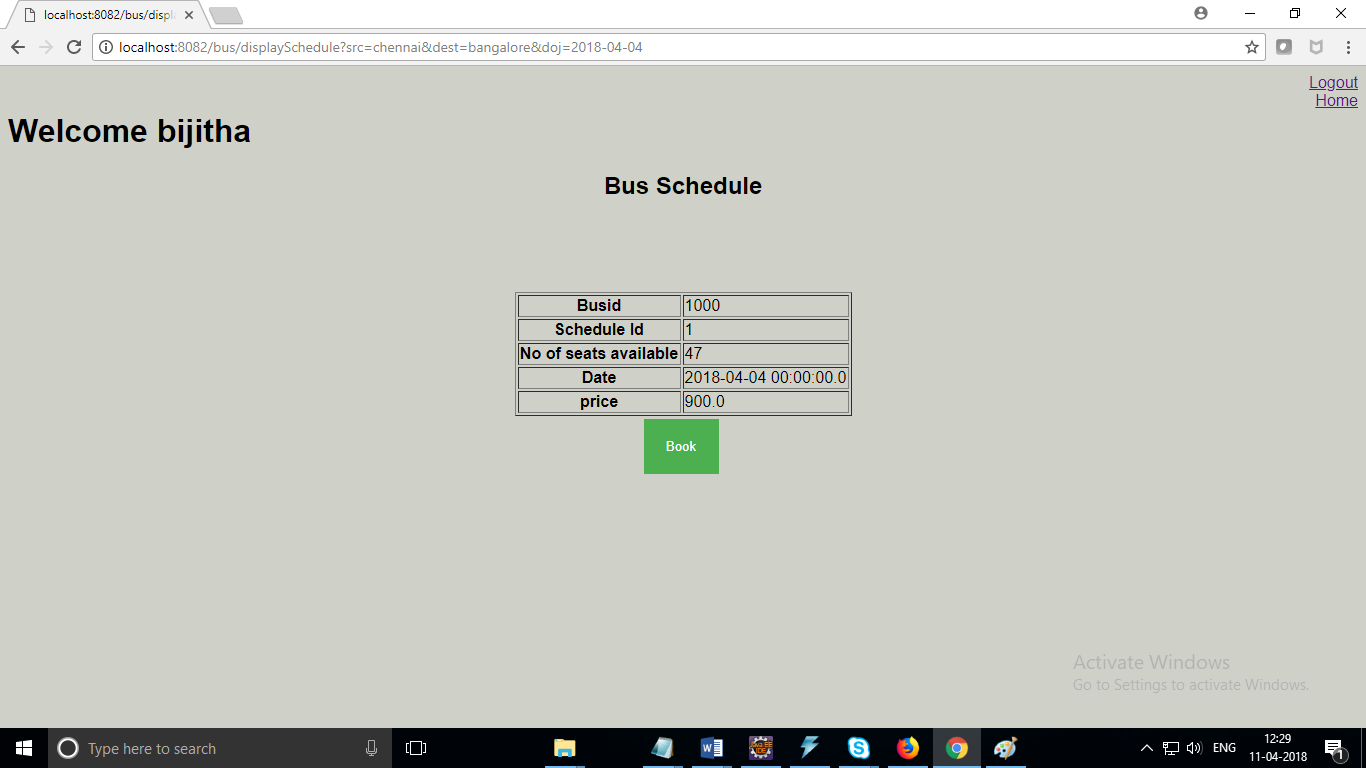 localhost:8082/bus/displ
localhost:8082/bus/displaySchedule?src=chennai&dest=bangalore&doj=2018-04-04
Logout
Home
Welcome bijitha
Bus Schedule
Busid 1000
Schedule Id 1
No of seats available 47
Date 2018-04-04 00:00:00.0
price 900.0
Book
Activate Windows
Go to Settings to activate Windows.
Type here to search
ENG
12:29
11-04-2018
1